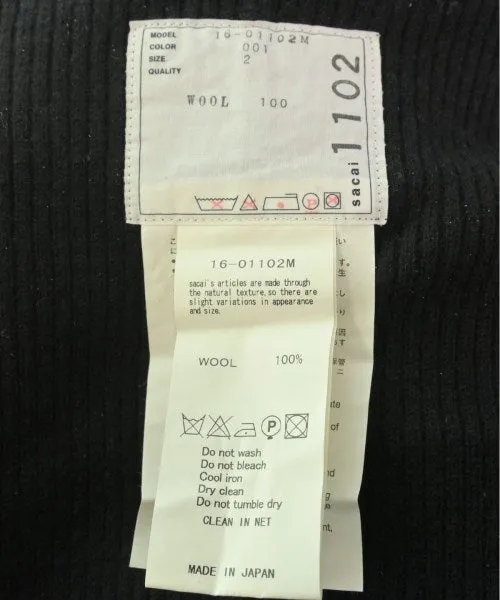 MODEL 16-01102M
COLOR 001
SIZE 2
QUALITY
WOOL 100
sacai 1102
P
16-01102M
sacai's articles are made through
the natural texture, so there are
slight variations in appearance
and size.
WOOL 100%
P
Do not wash
Do not bleach
Cool iron
Dry clean
Do not tumble dry
CLEAN IN NET
MADE IN JAPAN